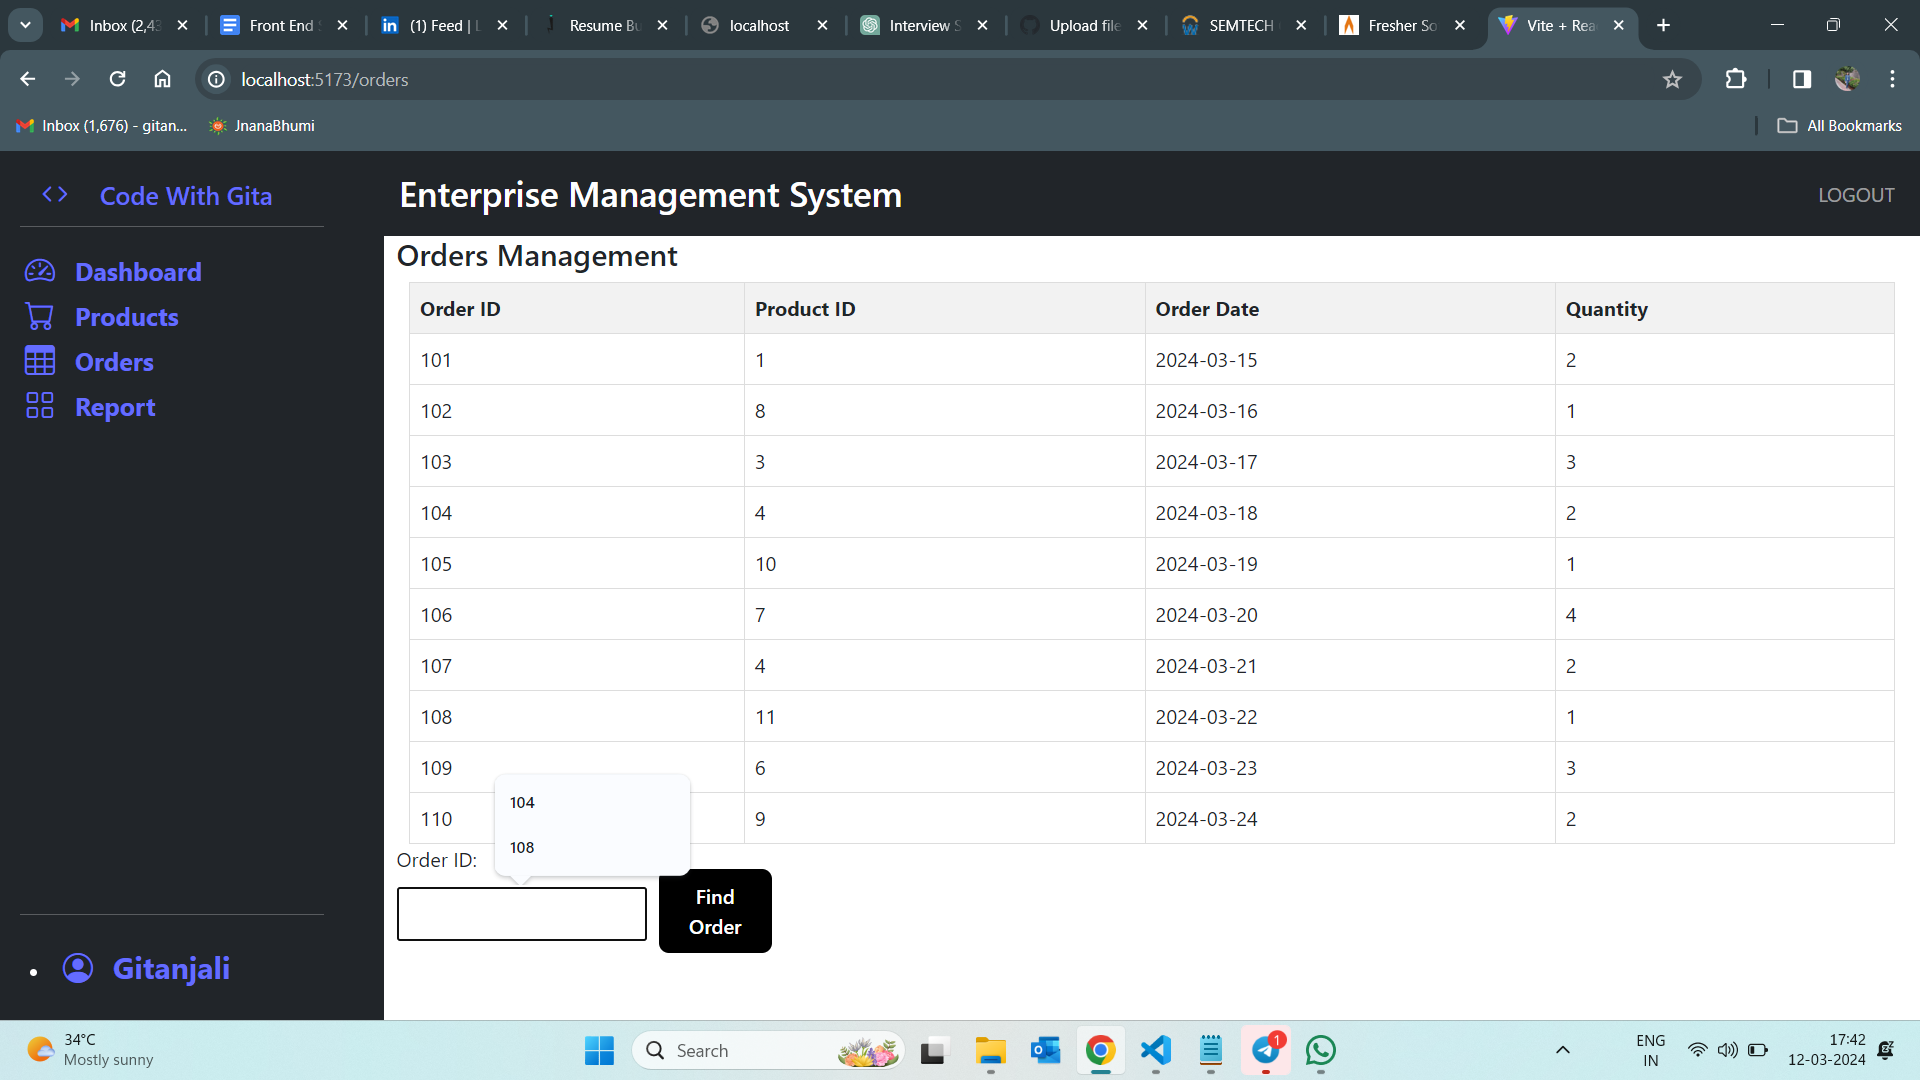 Inbox (2,43
Front End
(1) Feed | L
Resume Bu
localhost
Interview S
Upload file
SEMTECH
Fresher So
Vite + Rea
localhost:5173/orders
Inbox (1,676) - gitan...
JnanaBhumi
All Bookmarks
Code With Gita
Enterprise Management System
LOGOUT
Dashboard
Products
Orders
Report
Gitanjali
Orders Management
Order ID Product ID Order Date Quantity
101 1 2024-03-15 2
102 8 2024-03-16 1
103 3 2024-03-17 3
104 4 2024-03-18 2
105 10 2024-03-19 1
106 7 2024-03-20 4
107 4 2024-03-21 2
108 11 2024-03-22 1
109 6 2024-03-23 3
110 9 2024-03-24 2
104
108
Order ID:
Find
Order
34°C
Mostly sunny
Search
1
ENG
IN
17:42
12-03-2024